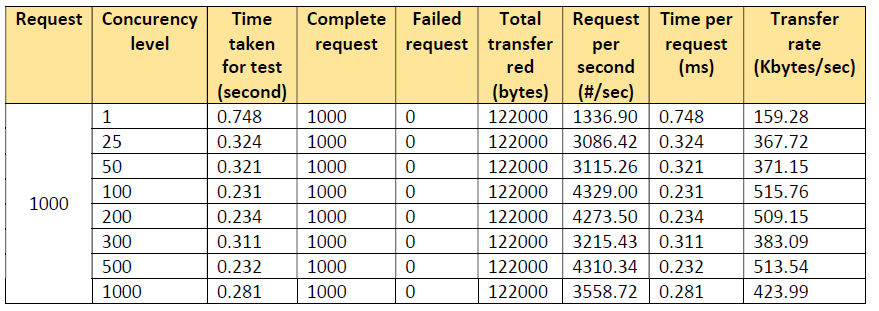 Request Concurency level Time taken for test (second) Complete request Failed request Total transfer red (bytes) Request per second (#/sec) Time per request (ms) Transfer rate (Kbytes/sec)
1000
1 0.748 1000 0 122000 1336.90 0.748 159.28
25 0.324 1000 0 122000 3086.42 0.324 367.72
50 0.321 1000 0 122000 3115.26 0.321 371.15
100 0.231 1000 0 122000 4329.00 0.231 515.76
200 0.234 1000 0 122000 4273.50 0.234 509.15
300 0.311 1000 0 122000 3215.43 0.311 383.09
500 0.232 1000 0 122000 4310.34 0.232 513.54
1000 0.281 1000 0 122000 3558.72 0.281 423.99